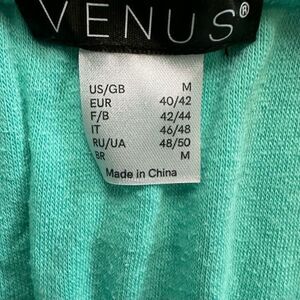 VENUS®
US/GB M
EUR 40/42
F/B 42/44
IT 46/48
RU/UA 48/50
BR M
Made in China